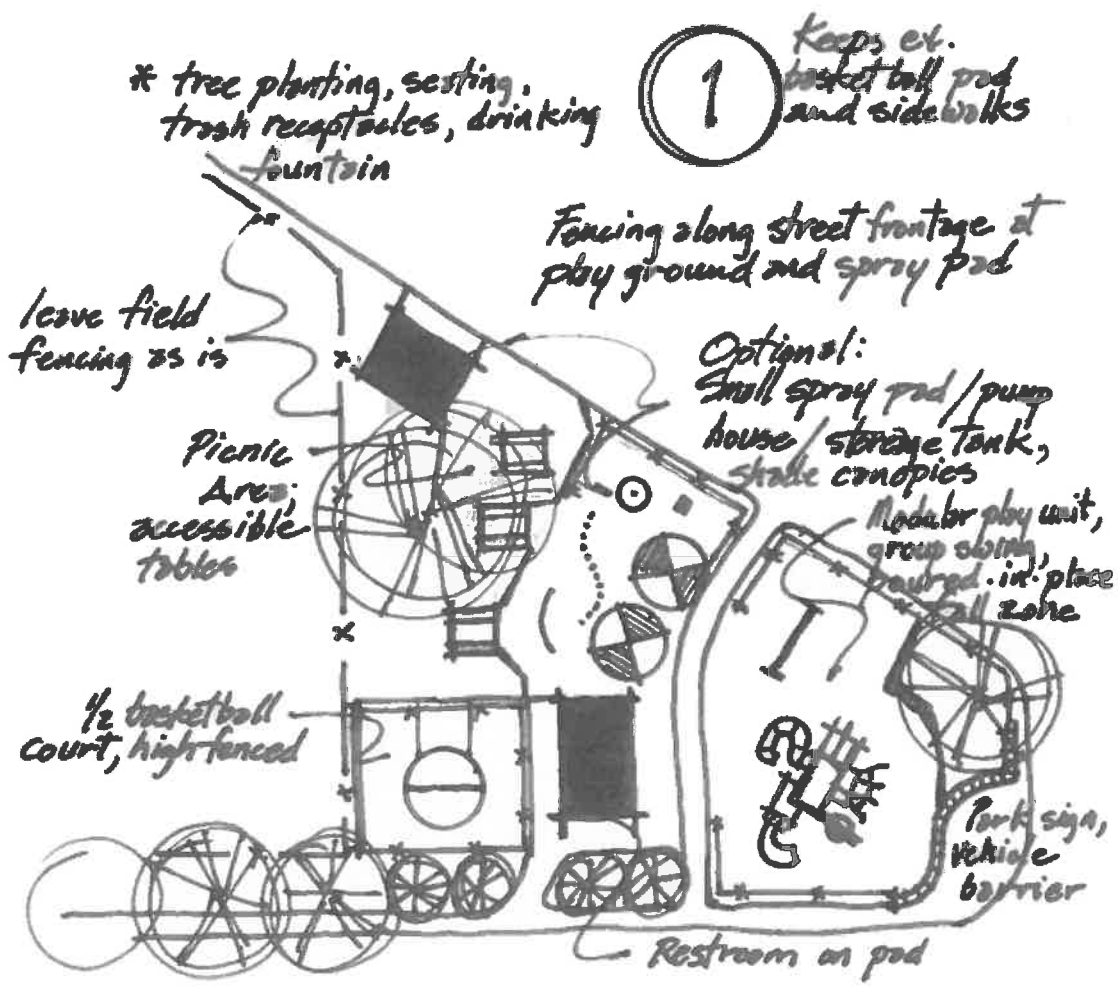 * tree planting, seating,
trash receptacles, drinking
fountain
1
Keeps ex.
basketball pad
and sidewalks
Fencing along street frontage at
play ground and spray pad
leave field
fencing as is
Optional:
Small spray pad / pump
house storage tank,
shade canopies
Picnic
Area;
accessible
tables
Modular play unit,
group swing,
poured-in-place
fall zone
1/2 basketball
court, high fenced
Park sign,
vehicle
barrier
Restroom on pad